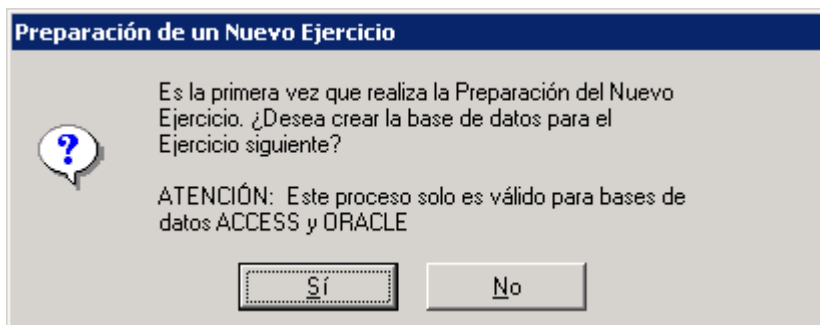 Preparación de un Nuevo Ejercicio
Es la primera vez que realiza la Preparación del Nuevo
Ejercicio. ¿Desea crear la base de datos para el
Ejercicio siguiente?
ATENCIÓN: Este proceso solo es válido para bases de
datos ACCESS y ORACLE
Sí
No